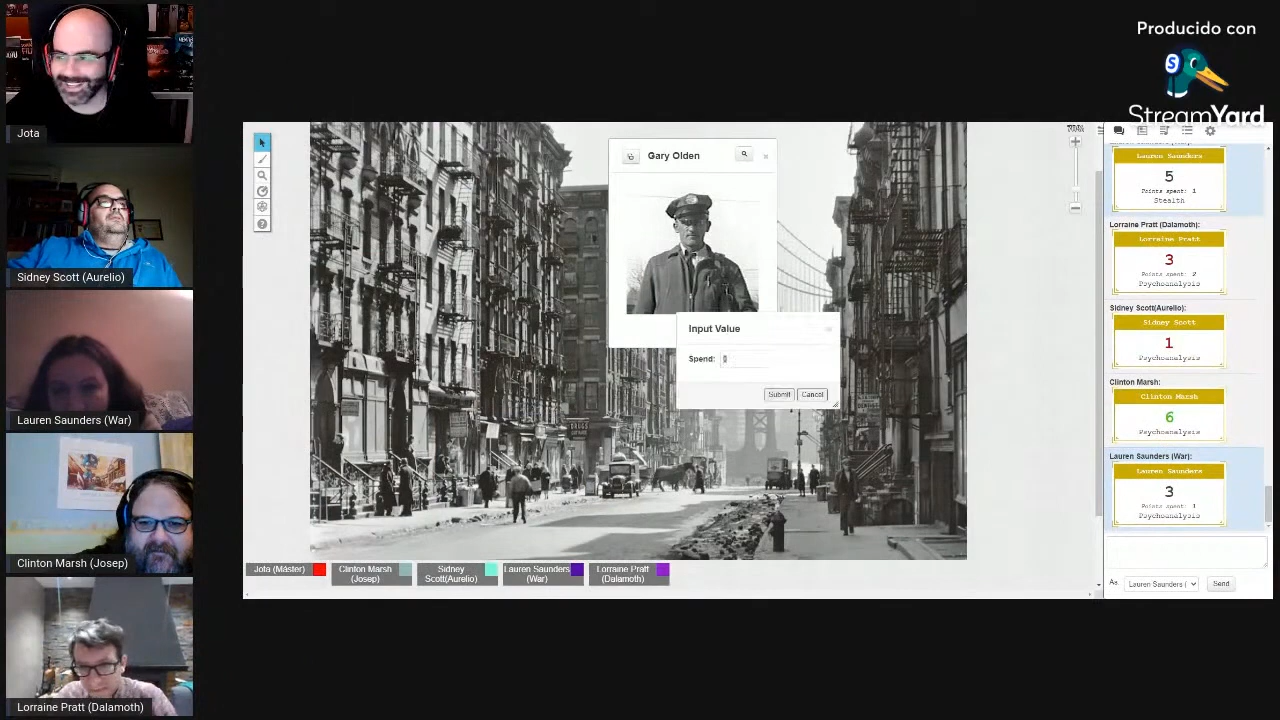 Producido con
StreamYard
Jota
Sidney Scott (Aurelio)
Lauren Saunders (War)
Clinton Marsh (Josep)
Lorraine Pratt (Dalamoth)
Gary Olden
Input Value
Spend:
Submit
Cancel
DRUGS
Jota (Máster)
Clinton Marsh
(Josep)
Sidney
Scott(Aurelio)
Lauren Saunders
(War)
Lorraine Pratt
(Dalamoth)
Lauren Saunders
5
Points spent: 1
Stealth
Lorraine Pratt (Dalamoth):
Lorraine Pratt
3
Points spent: 2
Psychoanalysis
Sidney Scott(Aurelio):
Sidney Scott
1
Psychoanalysis
Clinton Marsh:
Clinton Marsh
6
Psychoanalysis
Lauren Saunders (War):
Lauren Saunders
3
Points spent: 1
Psychoanalysis
As:
Lauren Saunders (
Send